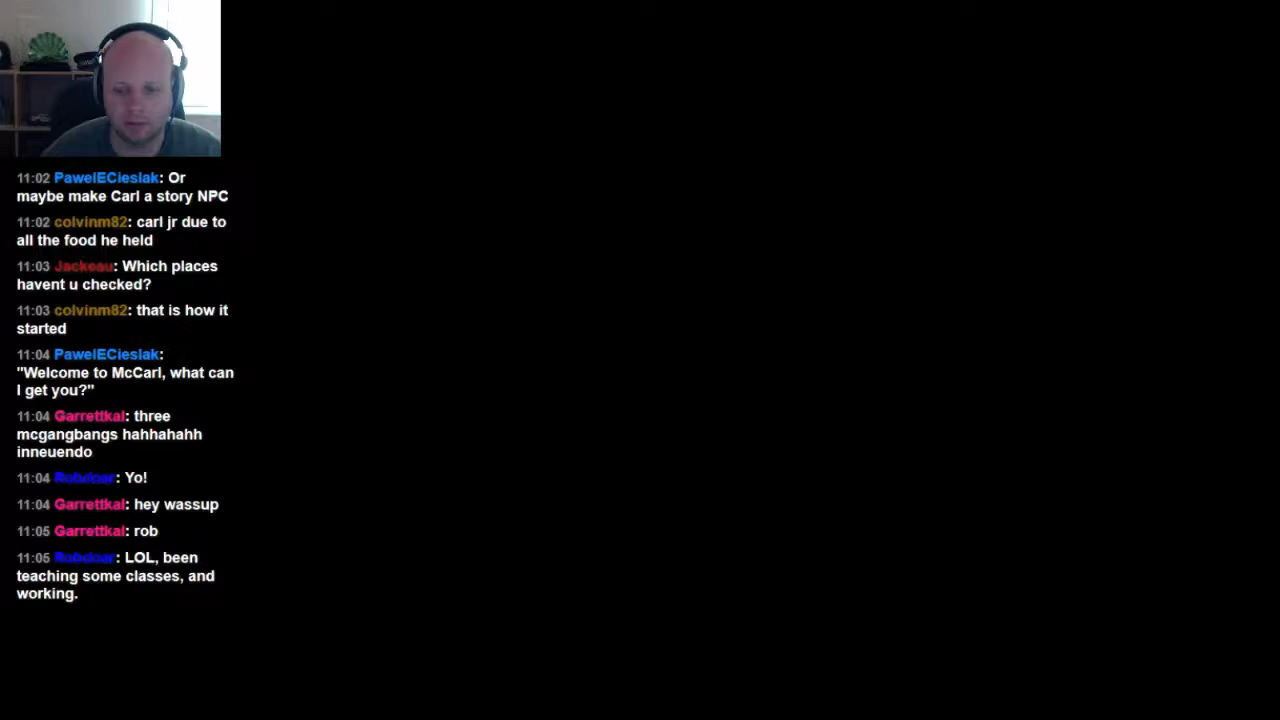 11:02 PawelECieslak: Or
maybe make Carl a story NPC
11:02 colvinm82: carl jr due to
all the food he held
11:03 Jackeau: Which places
havent u checked?
11:03 colvinm82: that is how it
started
11:04 PawelECieslak:
"Welcome to McCarl, what can
I get you?"
11:04 Garrettkal: three
mcgangbangs hahhahahh
inneuendo
11:04 Robdoar: Yo!
11:04 Garrettkal: hey wassup
11:05 Garrettkal: rob
11:05 Robdoar: LOL, been
teaching some classes, and
working.